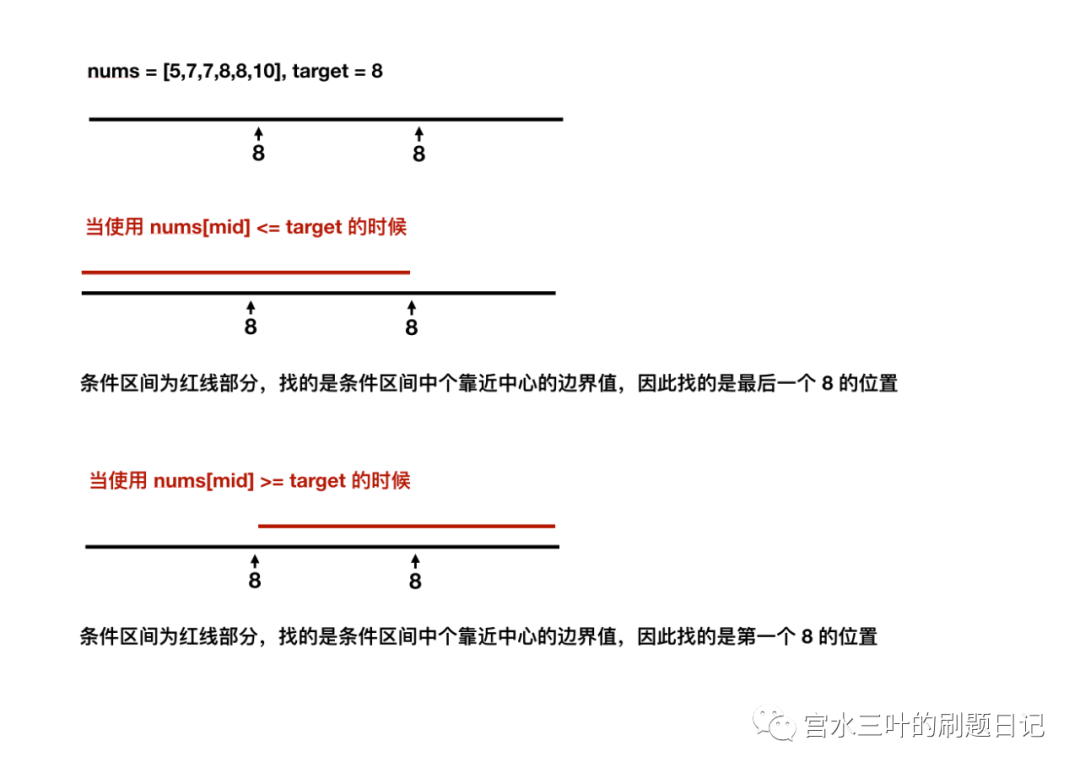 nums = [5,7,7,8,8,10], target = 8
8 8
当使用 nums[mid] <= target 的时候
8 8
条件区间为红线部分，找的是条件区间中个靠近中心的边界值，因此找的是最后一个 8 的位置
当使用 nums[mid] >= target 的时候
8 8
条件区间为红线部分，找的是条件区间中个靠近中心的边界值，因此找的是第一个 8 的位置
宫水三叶的刷题日记